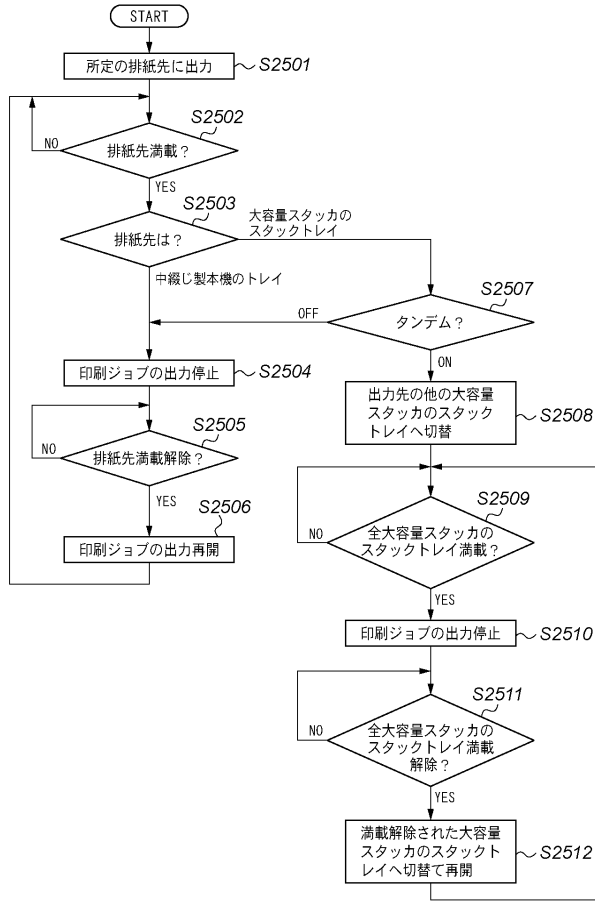 START
所定の排紙先に出力
S2501
S2502
排紙先満載？
NO
YES
S2503
排紙先は？
大容量スタッカの
スタックトレイ
中綴じ製本機のトレイ
S2507
タンデム？
OFF
ON
印刷ジョブの出力停止
S2504
出力先の他の大容量
スタッカのスタック
トレイへ切替
S2508
S2505
排紙先満載解除？
NO
YES
S2506
印刷ジョブの出力再開
S2509
全大容量スタッカの
スタックトレイ満載？
NO
YES
印刷ジョブの出力停止
S2510
S2511
全大容量スタッカの
スタックトレイ満載
解除？
NO
YES
満載解除された大容量
スタッカのスタックト
レイへ切替て再開
S2512